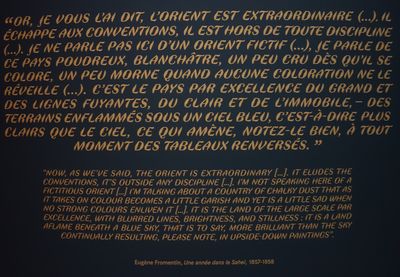 “OR, JE VOUS L'AI DIT, L'ORIENT EST EXTRAORDINAIRE (...). IL
ÉCHAPPE AUX CONVENTIONS, IL EST HORS DE TOUTE DISCIPLINE
(...). JE NE PARLE PAS ICI D'UN ORIENT FICTIF (...), JE PARLE DE
CE PAYS POUDREUX, BLANCHÂTRE, UN PEU CRU DÈS QU'IL SE
COLORE, UN PEU MORNE QUAND AUCUNE COLORATION NE LE
RÉVEILLE (...). C'EST LE PAYS PAR EXCELLENCE DU GRAND ET
DES LIGNES FUYANTES, DU CLAIR ET DE L'IMMOBILE, – DES
TERRAINS ENFLAMMÉS SOUS UN CIEL BLEU, C'EST-À-DIRE PLUS
CLAIRS QUE LE CIEL, CE QUI AMÈNE, NOTEZ-LE BIEN, À TOUT
MOMENT DES TABLEAUX RENVERSÉS. ”
“NOW, AS WE'VE SAID, THE ORIENT IS EXTRAORDINARY [...]. IT ELUDES THE
CONVENTIONS, IT'S OUTSIDE ANY DISCIPLINE [...]. I'M NOT SPEAKING HERE OF A
FICTITIOUS ORIENT [...] I'M TALKING ABOUT A COUNTRY OF CHALKY DUST THAT AS
IT TAKES ON COLOUR BECOMES A LITTLE GARISH AND YET IS A LITTLE SAD WHEN
NO STRONG COLOURS ENLIVEN IT [...]. IT IS THE LAND OF THE LARGE SCALE PAR
EXCELLENCE, WITH BLURRED LINES, BRIGHTNESS, AND STILLNESS : IT IS A LAND
AFLAME BENEATH A BLUE SKY, THAT IS TO SAY, MORE BRILLIANT THAN THE SKY
CONTINUALLY RESULTING, PLEASE NOTE, IN UPSIDE-DOWN PAINTINGS”.
Eugène Fromentin, Une année dans le Sahel, 1857-1858